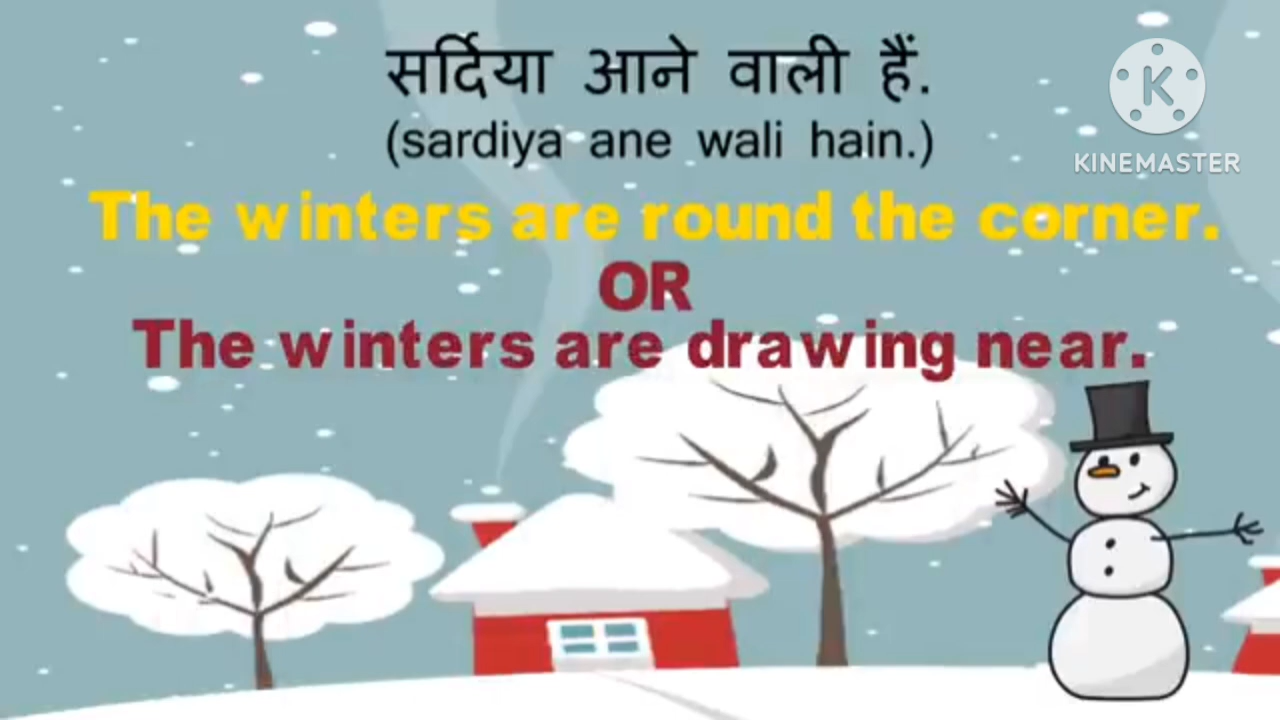 सर्दिया आने वाली हैं.
(sardiya ane wali hain.)
The winters are round the corner.
OR
The winters are drawing near.
K
KINEMASTER